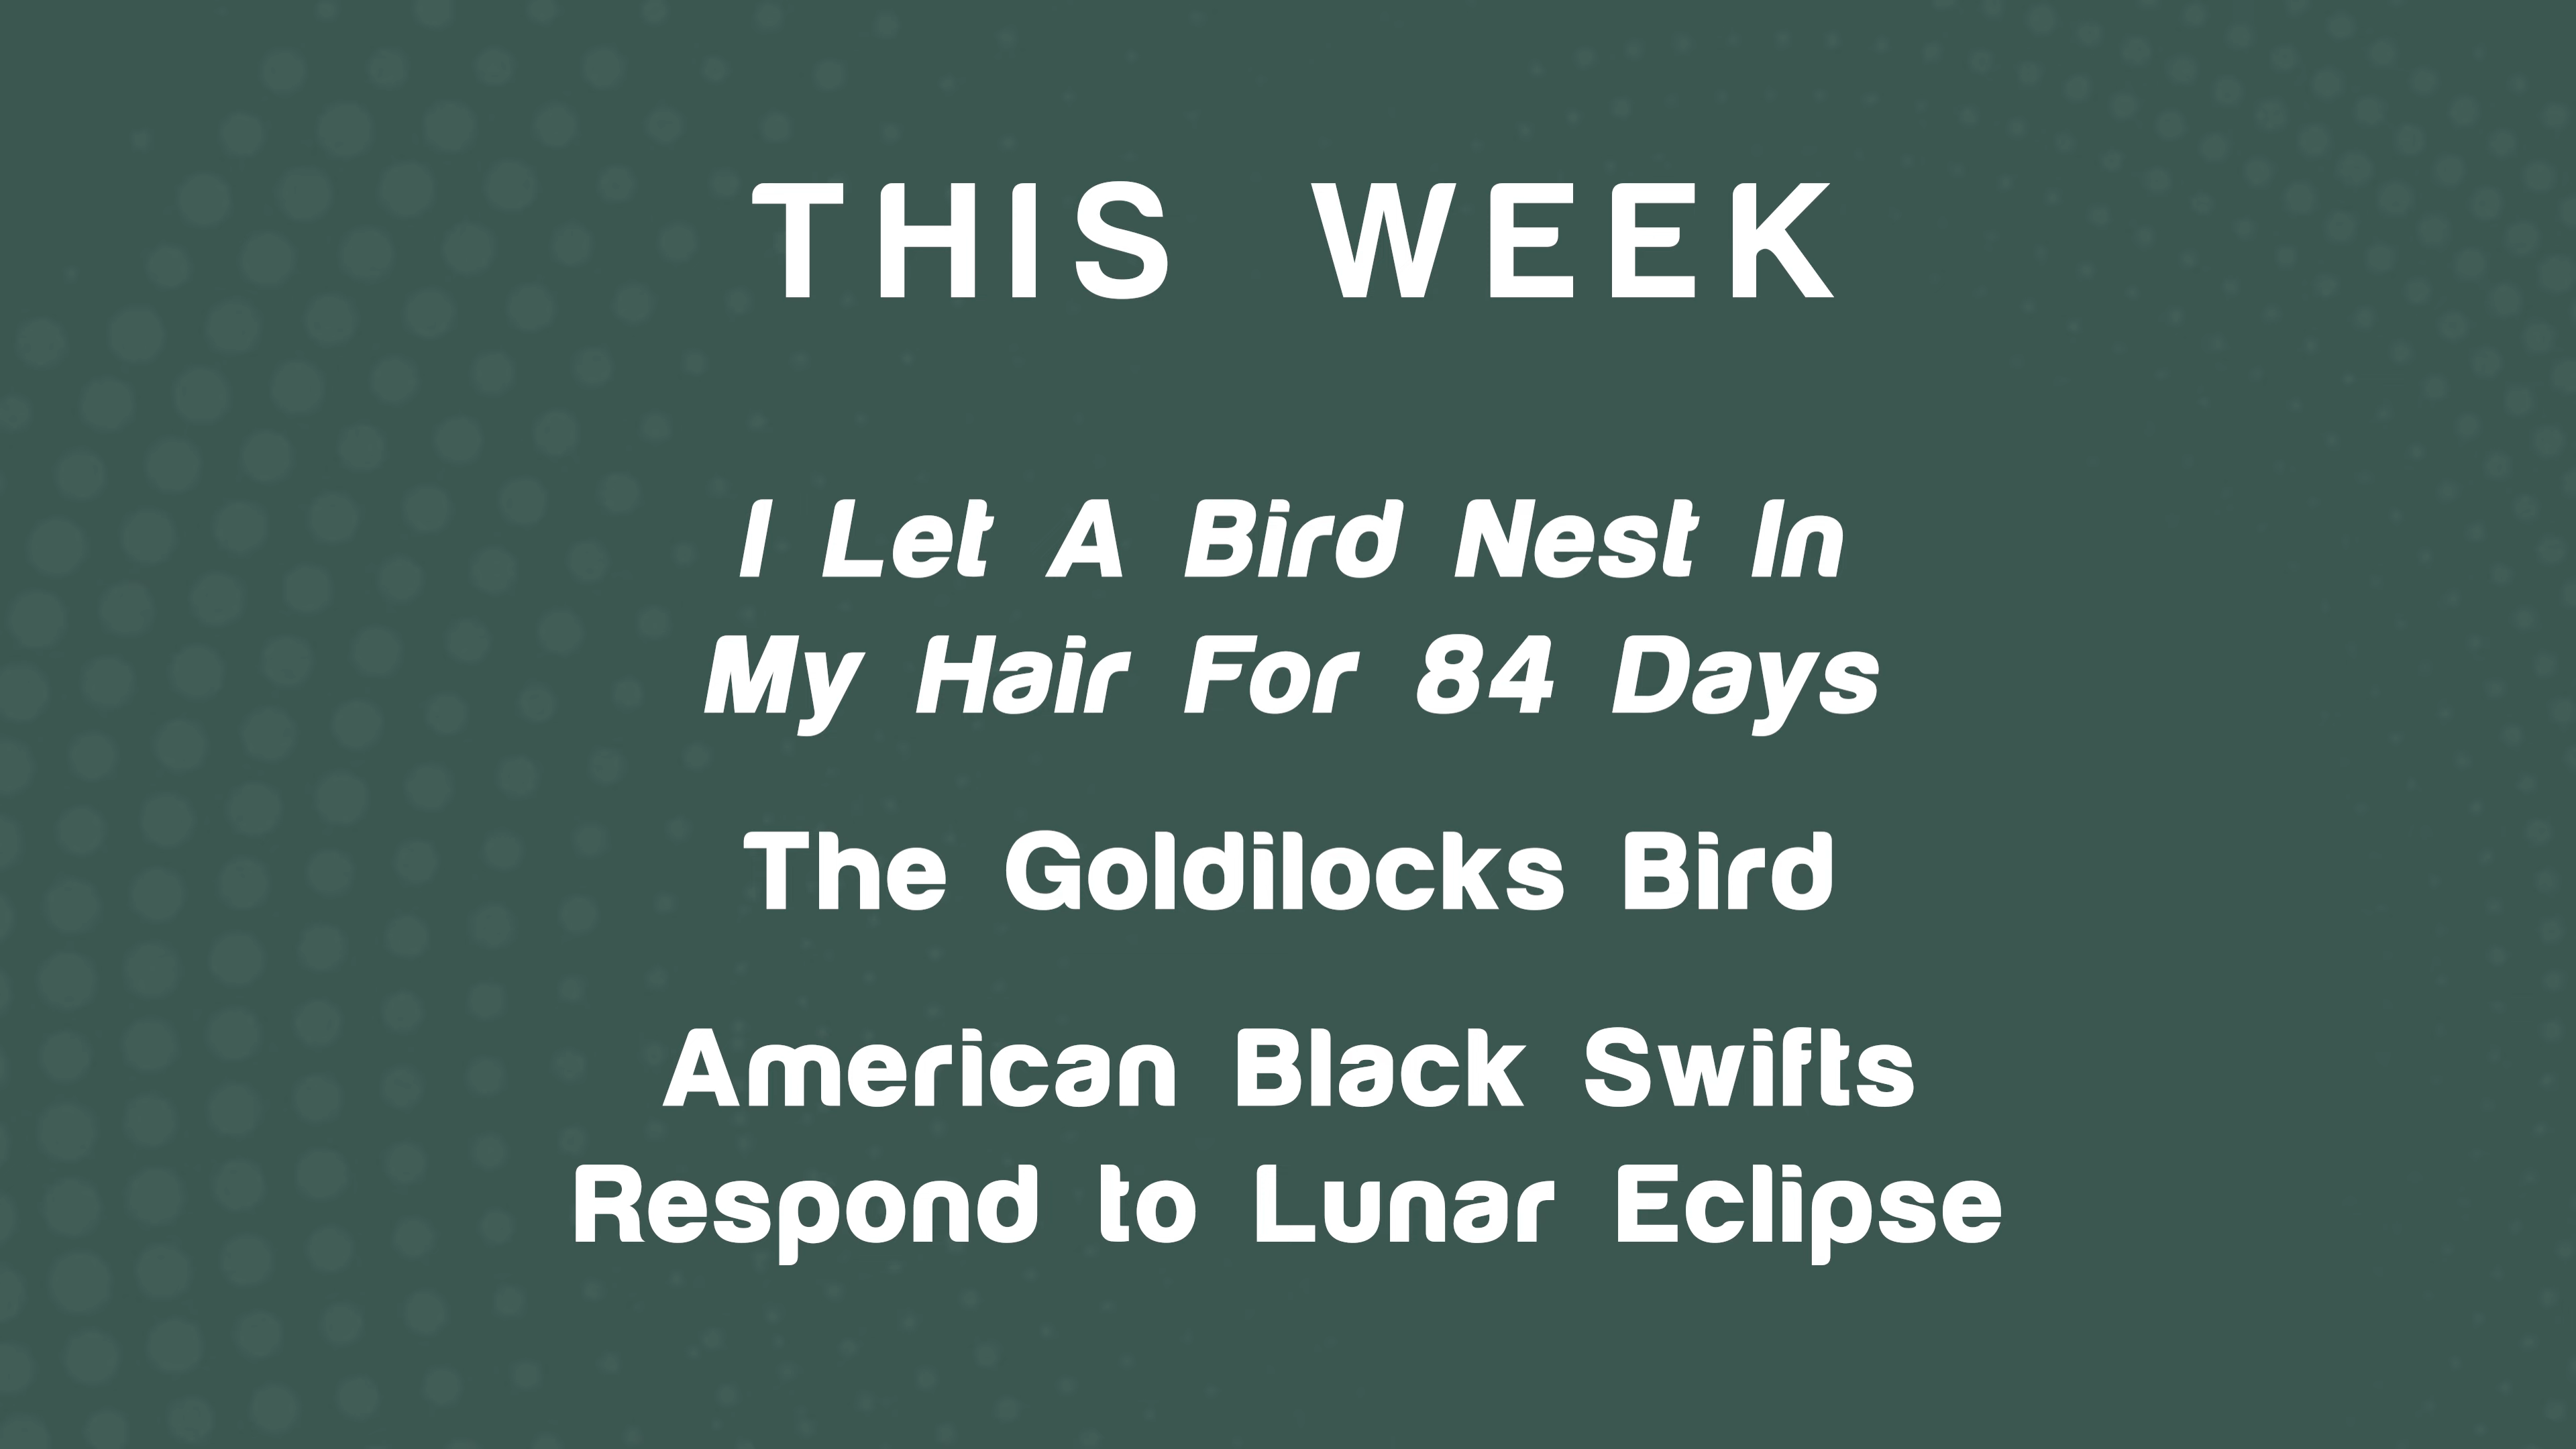 THIS WEEK
I Let A Bird Nest In
My Hair For 84 Days
The Goldilocks Bird
American Black Swifts
Respond to Lunar Eclipse